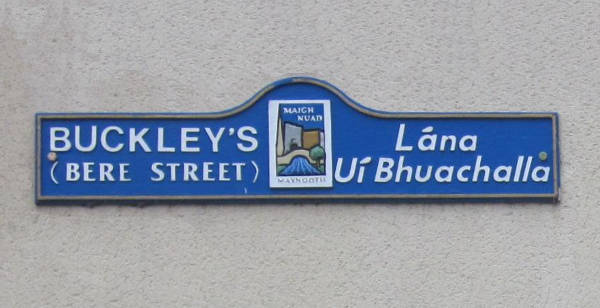 BUCKLEY'S
(BERE STREET)
MAIGH
NUAD
MAYNOOTH
Lána
Uí Bhuachalla